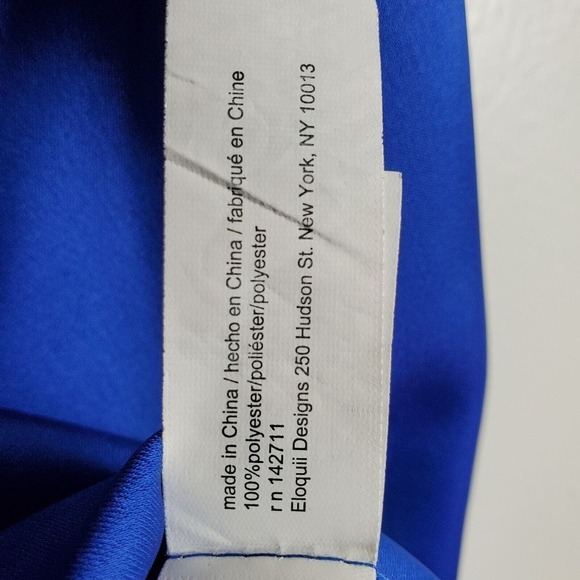 made in China / hecho en China / fabriqué en Chine
100%polyester/poliéster/polyester
r n 142711
Eloquii Designs 250 Hudson St. New York, NY 10013